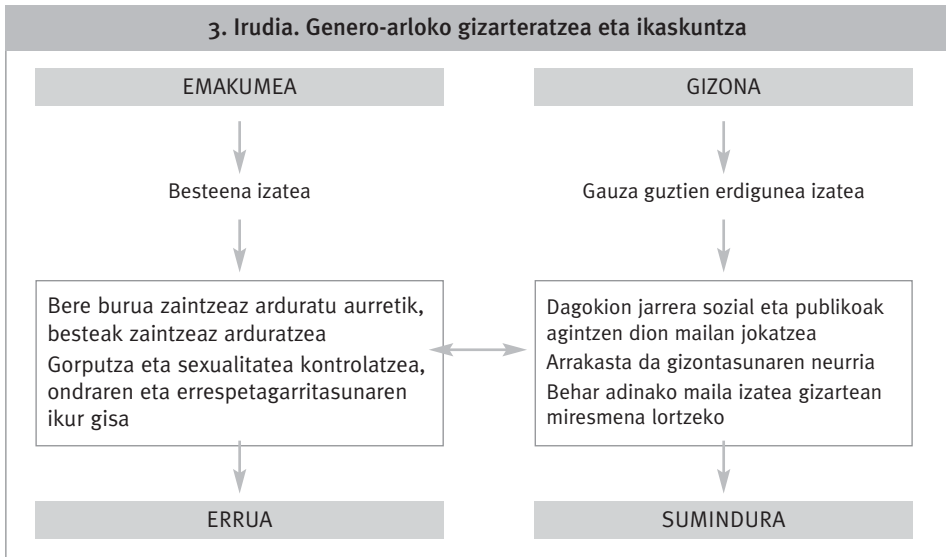 3. Irudia. Genero-arloko gizarteratzea eta ikaskuntza
EMAKUMEA
Besteena izatea
Bere burua zaintzeaz arduratu aurretik,
besteak zaintzeaz arduratzea
Gorputza eta sexualitatea kontrolatzea,
ondraren eta errespetagarritasunaren
ikur gisa
ERRUA
GIZONA
Gauza guztien erdigunea izatea
Dagokion jarrera sozial eta publikoak
agintzen dion mailan jokatzea
Arrakasta da gizontasunaren neurria
Behar adinako maila izatea gizartean
miresmena lortzeko
SUMINDURA